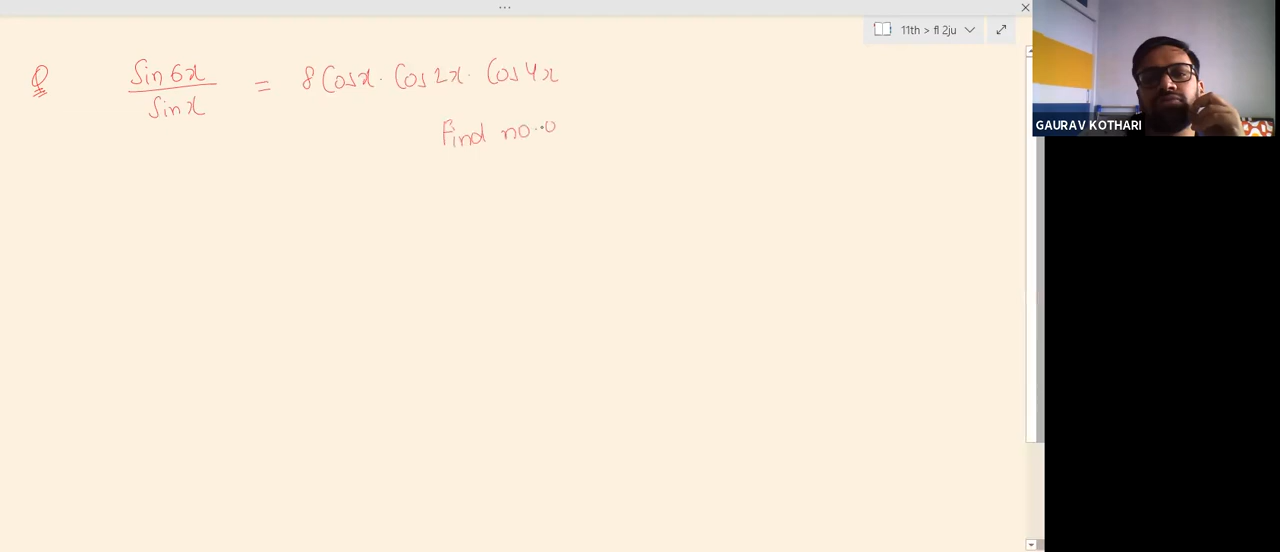 ...
11th > fl 2ju
Q sin 6x / sin x = 8 Cos x · Cos 2x · Cos 4x
GAURAV KOTHARI
Find no. o